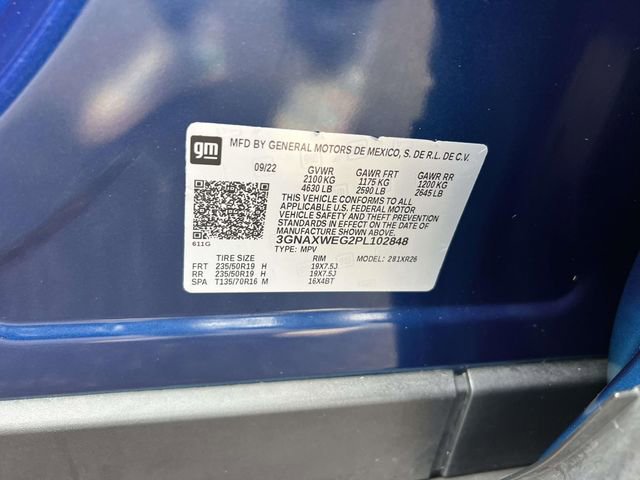 gm
MFD BY GENERAL MOTORS DE MEXICO, S. DE R.L. DE C.V.
09/22 GVWR GAWR FRT GAWR RR
2100 KG 1175 KG 1200 KG
4630 LB 2590 LB 2645 LB
THIS VEHICLE CONFORMS TO ALL
APPLICABLE U.S. FEDERAL MOTOR
VEHICLE SAFETY AND THEFT PREVENTION
STANDARDS IN EFFECT ON THE DATE OF
MANUFACTURE SHOWN ABOVE.
611G 3GNAXWEG2PL102848
TYPE: MPV MODEL: 281XR26
TIRE SIZE RIM
FRT 235/50R19 H 19X7.5J
RR 235/50R19 H 19X7.5J
SPA T135/70R16 M 16X4BT